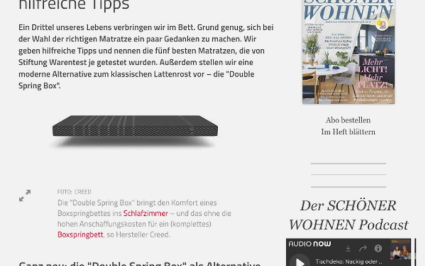 hilfreiche Tipps
Ein Drittel unseres Lebens verbringen wir im Bett. Grund genug, sich bei
der Wahl der richtigen Matratze ein paar Gedanken zu machen. Wir
geben hilfreiche Tipps und nennen die fünf besten Matratzen, die von
Stiftung Warentest je getestet wurden. Außerdem stellen wir eine
moderne Alternative zum klassischen Lattenrost vor – die "Double
Spring Box".
FOTO: CREED
Die "Double Spring Box" bringt den Komfort eines
Boxspringbettes ins Schlafzimmer – und das ohne die
hohen Anschaffungskosten für ein (komplettes)
Boxspringbett, so Hersteller Creed.
Ganz neu: die "Double Spring Box" als Alternative
SCHÖNER
WOHNEN
Mehr
LICHT!
Mehr
PLATZ!
Abo bestellen
Im Heft blättern
Der SCHÖNER
WOHNEN Podcast
AUDIO NOW
Tischdeko: Nackig oder ...